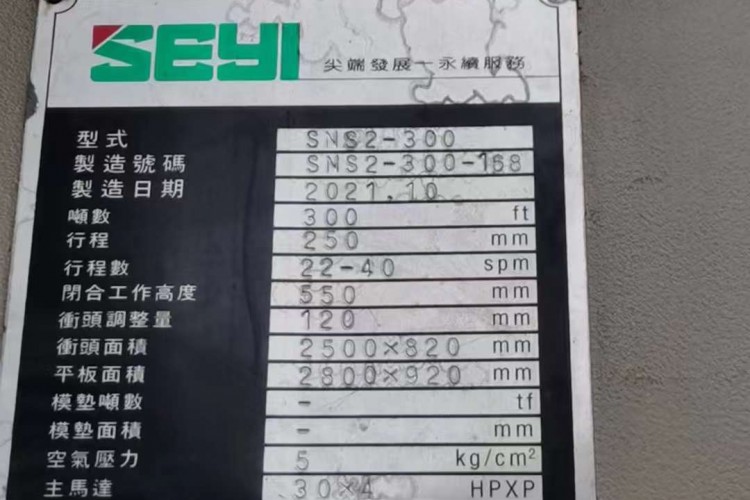 SEYI 尖端發展－永續服務
型式 SNS2-300
製造號碼 SNS2-300-168
製造日期 2021.10
噸數 300 ft
行程 250 mm
行程數 22-40 spm
閉合工作高度 550 mm
衝頭調整量 120 mm
衝頭面積 2500×820 mm
平板面積 2800×920 mm
模墊噸數 - tf
模墊面積 - mm
空氣壓力 5 kg/cm²
主馬達 30×4 HPXP